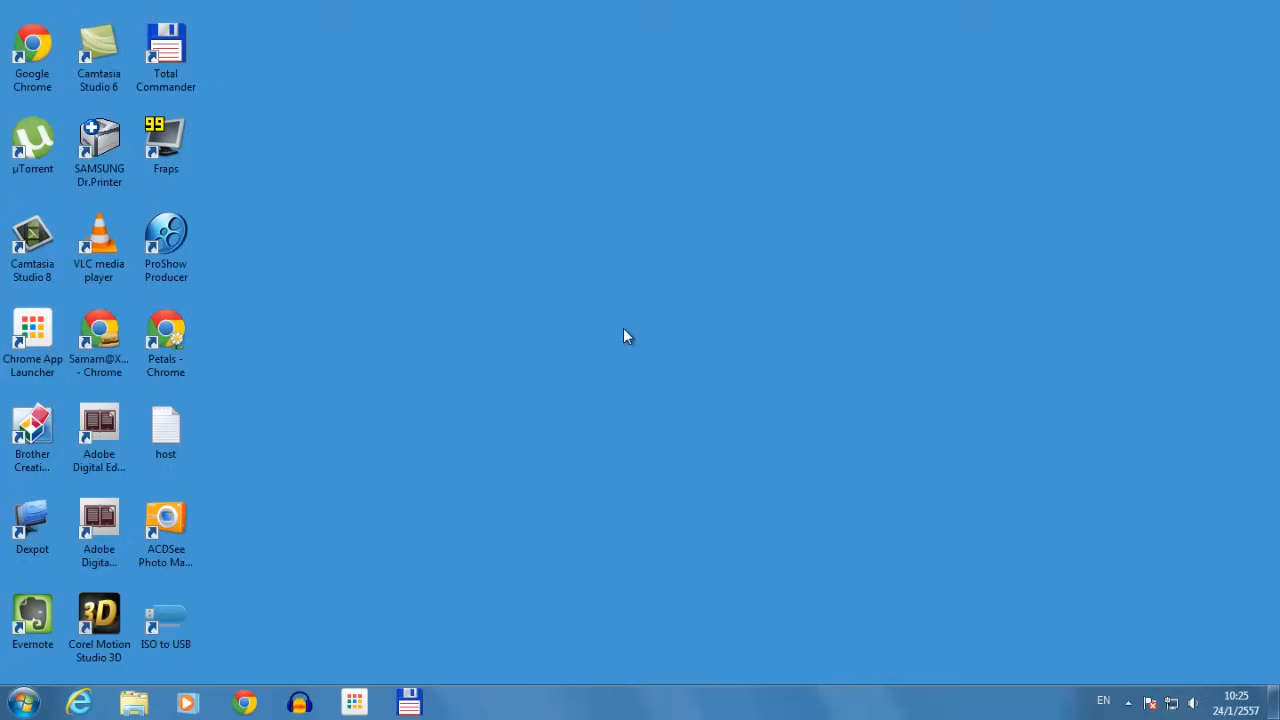 Google
Chrome
Camtasia
Studio 6
Total
Commander
µTorrent
SAMSUNG
Dr.Printer
99
Fraps
Camtasia
Studio 8
VLC media
player
ProShow
Producer
Chrome App
Launcher
Samarn@X...
- Chrome
Petals -
Chrome
Brother
Creati...
Adobe
Digital Ed...
host
Dexpot
Adobe
Digita...
ACDSee
Photo Ma...
Evernote
3D
Corel Motion
Studio 3D
ISO to USB
EN
10:25
24/1/2557